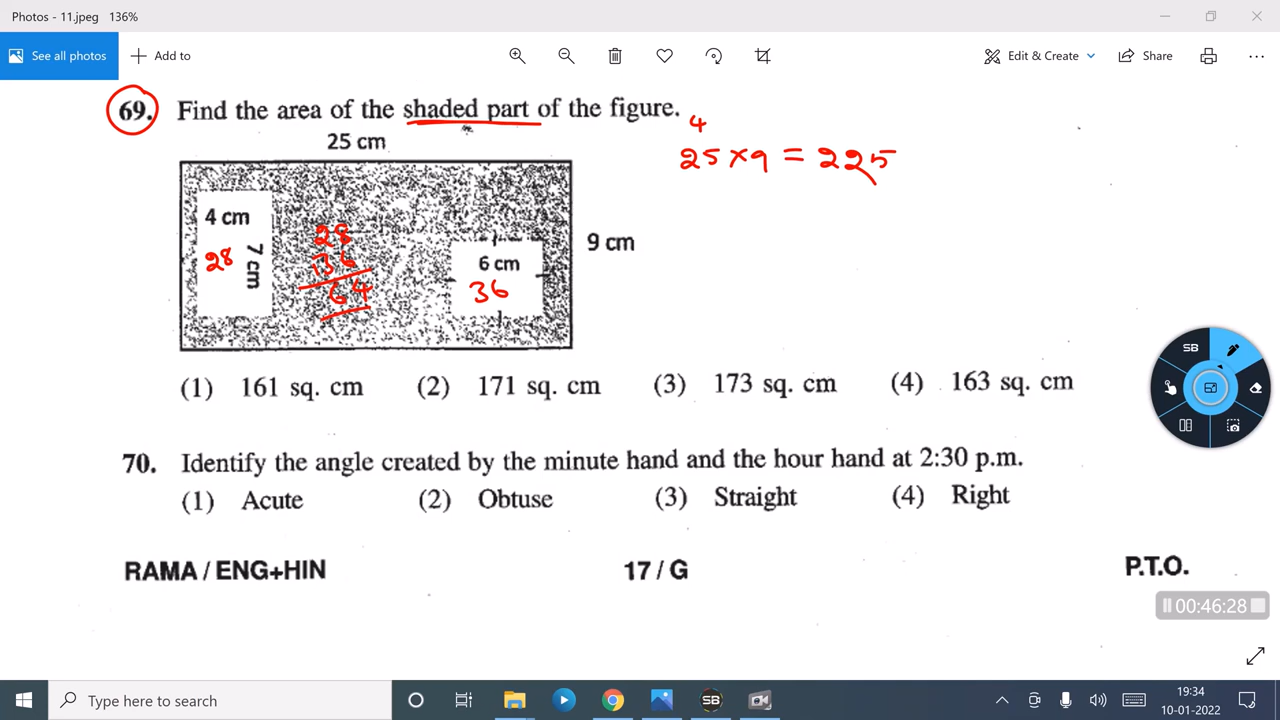 Photos - 11.jpeg 136%
See all photos
Add to
Edit & Create
Share
69. Find the area of the shaded part of the figure.
4
25 cm
25 × 9 = 225
4 cm
28
7 cm
28
36
64
6 cm
36
9 cm
(1) 161 sq. cm (2) 171 sq. cm (3) 173 sq. cm (4) 163 sq. cm
70. Identify the angle created by the minute hand and the hour hand at 2:30 p.m.
(1) Acute (2) Obtuse (3) Straight (4) Right
RAMA / ENG+HIN 17 / G P.T.O.
SB
00:46:28
Type here to search
SB
19:34
10-01-2022